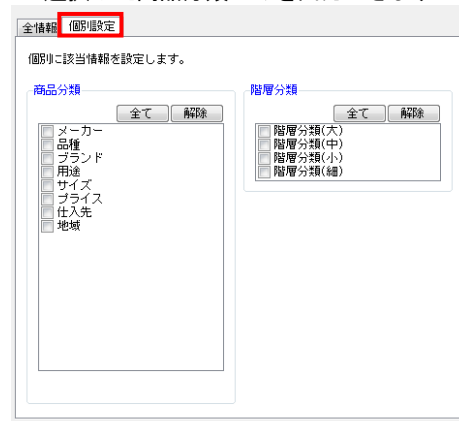 全情報
個別設定
個別に該当情報を設定します。
商品分類
全て
解除
メーカー
品種
ブランド
用途
サイズ
プライス
仕入先
地域
階層分類
全て
解除
階層分類(大)
階層分類(中)
階層分類(小)
階層分類(細)